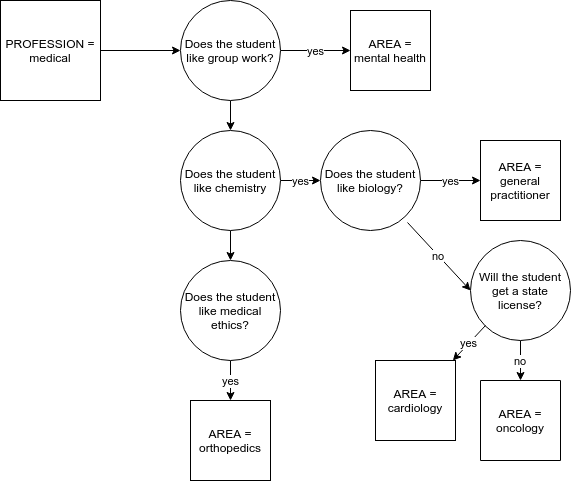 PROFESSION =
medical
Does the student
like group work?
yes
AREA =
mental health
Does the student
like chemistry
yes
Does the student
like biology?
yes
AREA =
general
practitioner
no
Will the student
get a state
license?
Does the student
like medical
ethics?
yes
no
yes
AREA =
cardiology
AREA =
oncology
AREA =
orthopedics